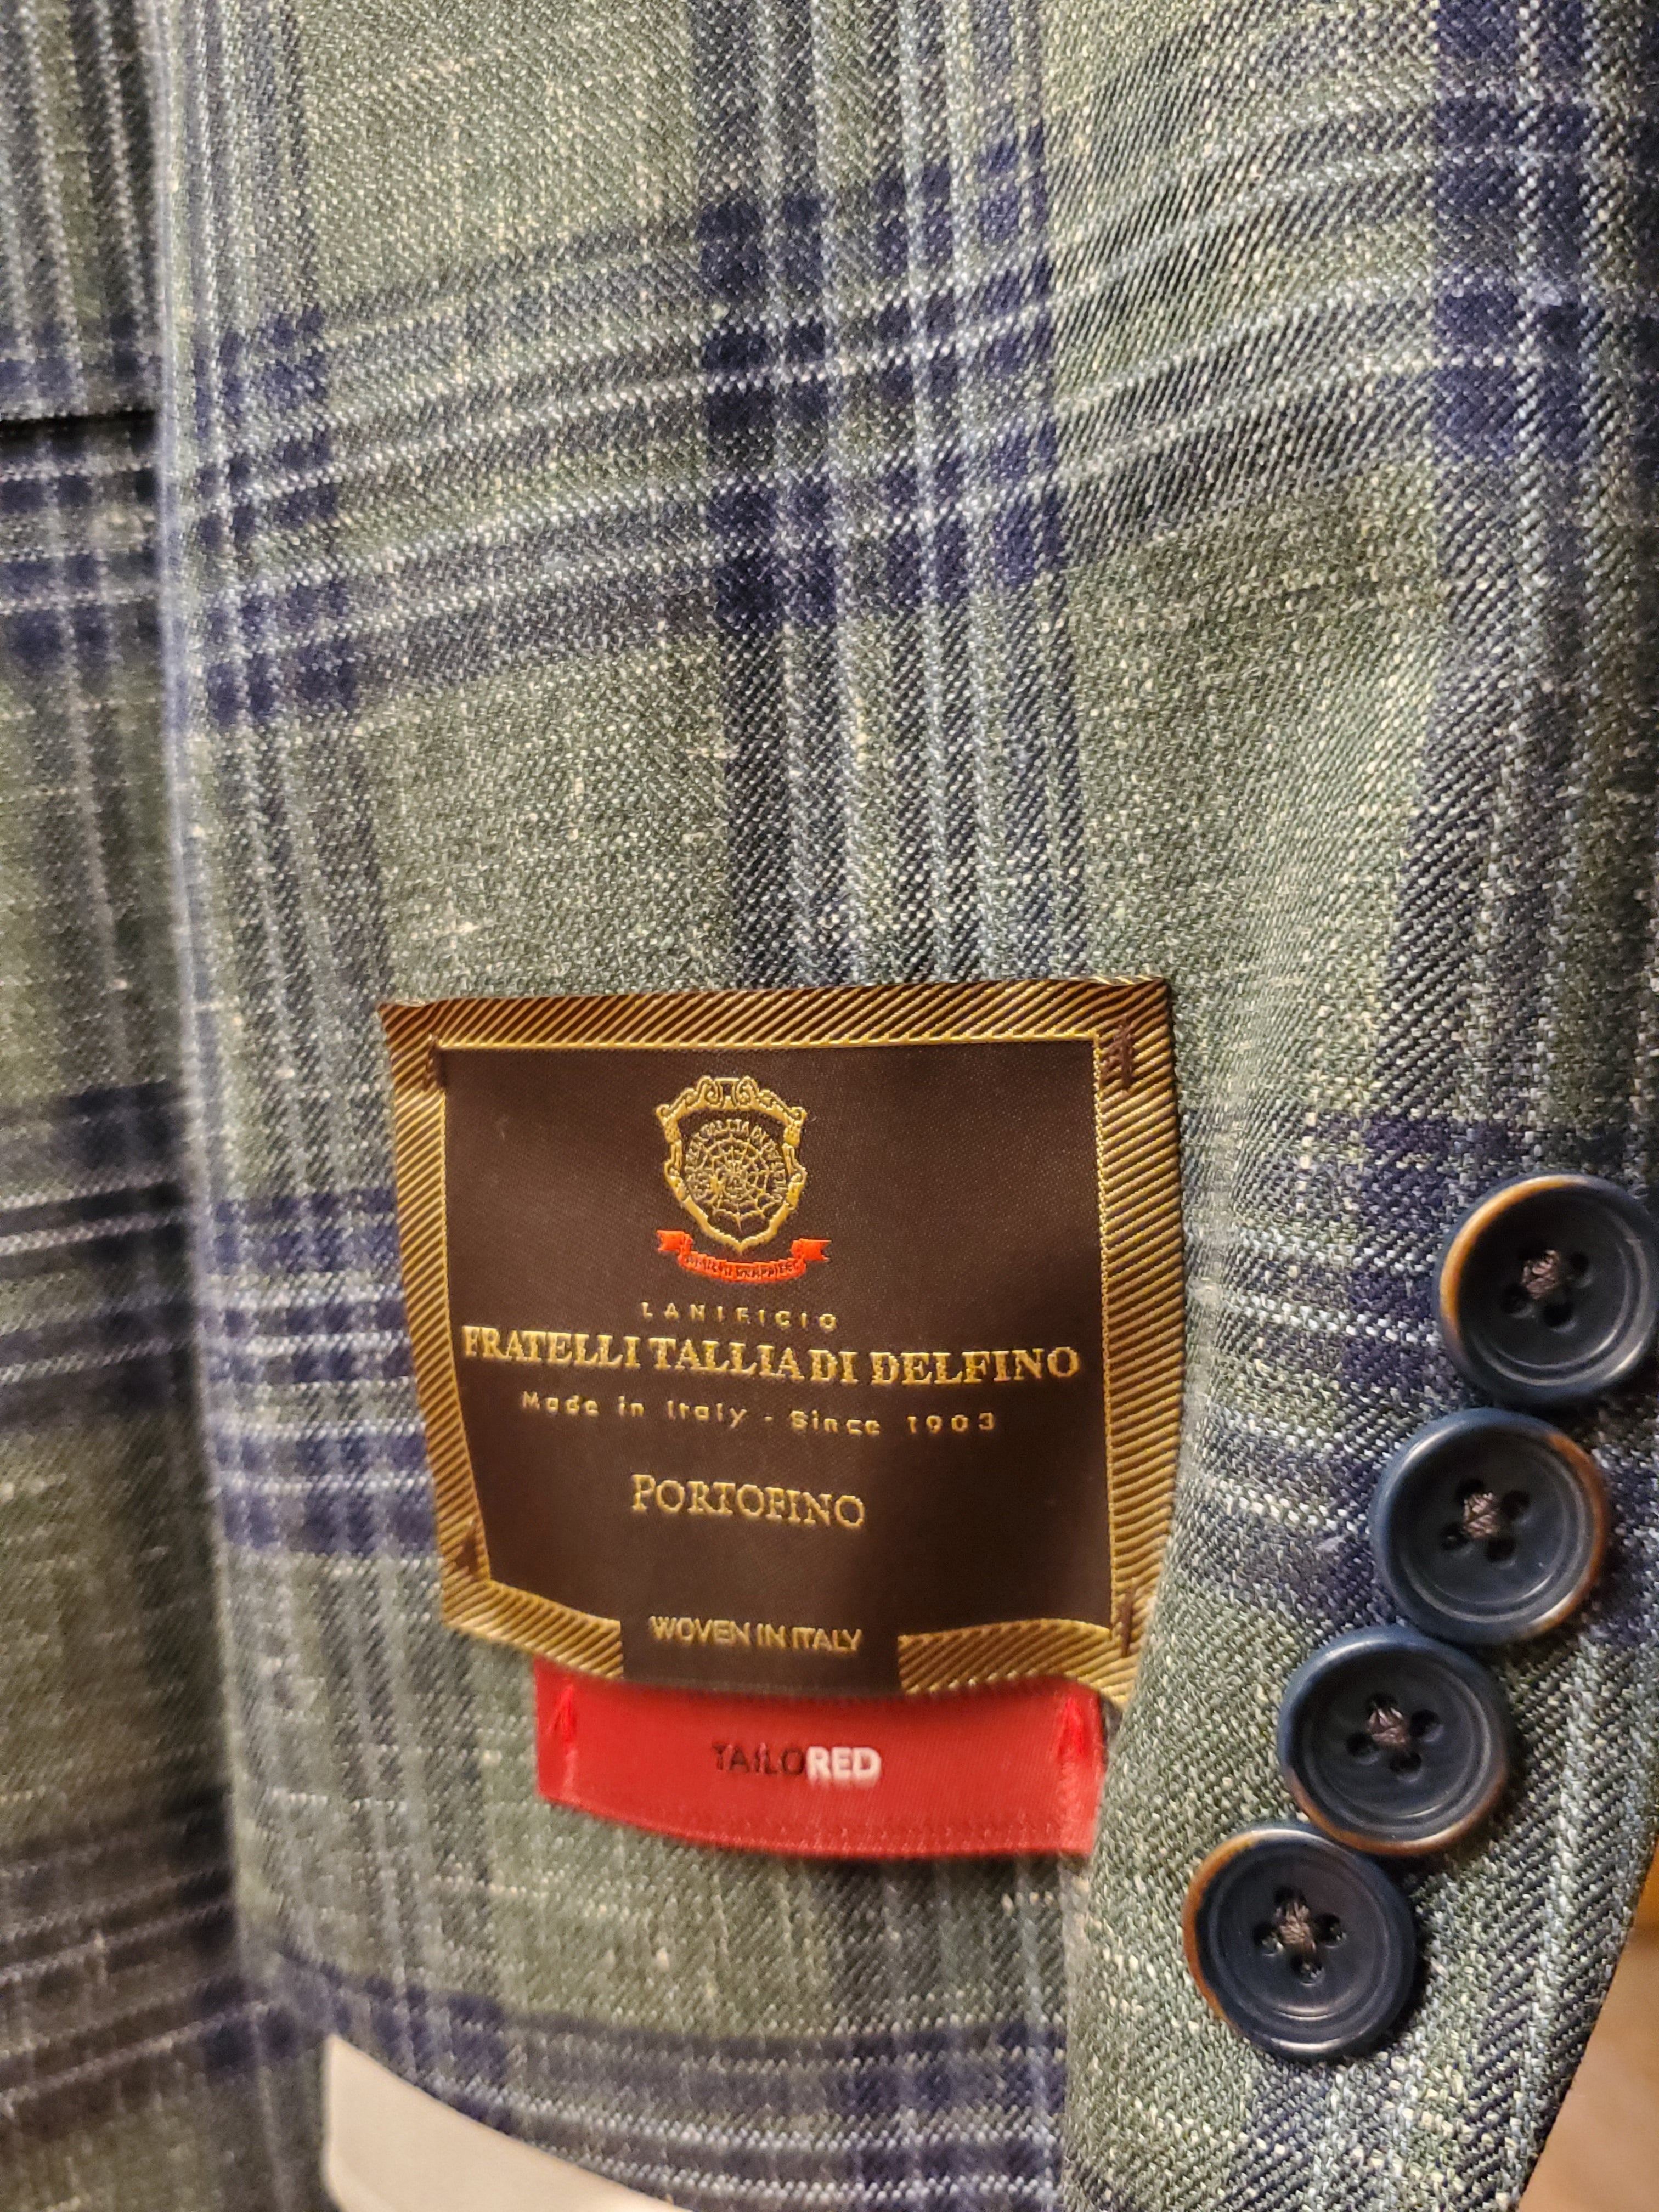 LANIFICIO
FRATELLI TALLIA DI DELFINO
Made in Italy - Since 1903
PORTOFINO
WOVEN IN ITALY
TAILORED